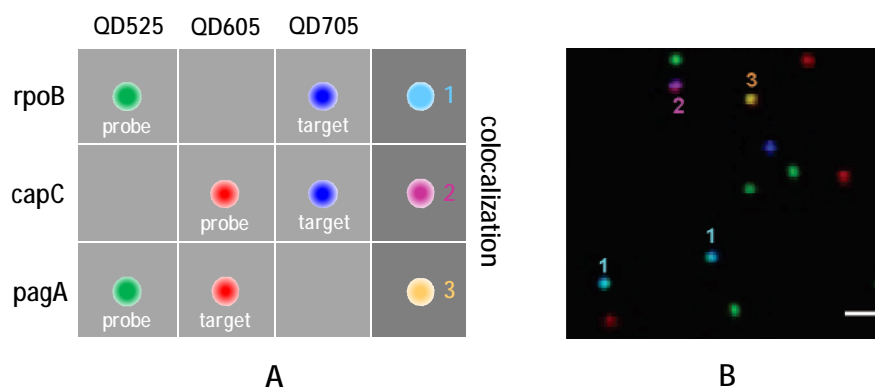 QD525 QD605 QD705
rpoB 1
probe target
capC 2
probe target
pagA 3
probe target
colocalization
A
3
2
1
1
B